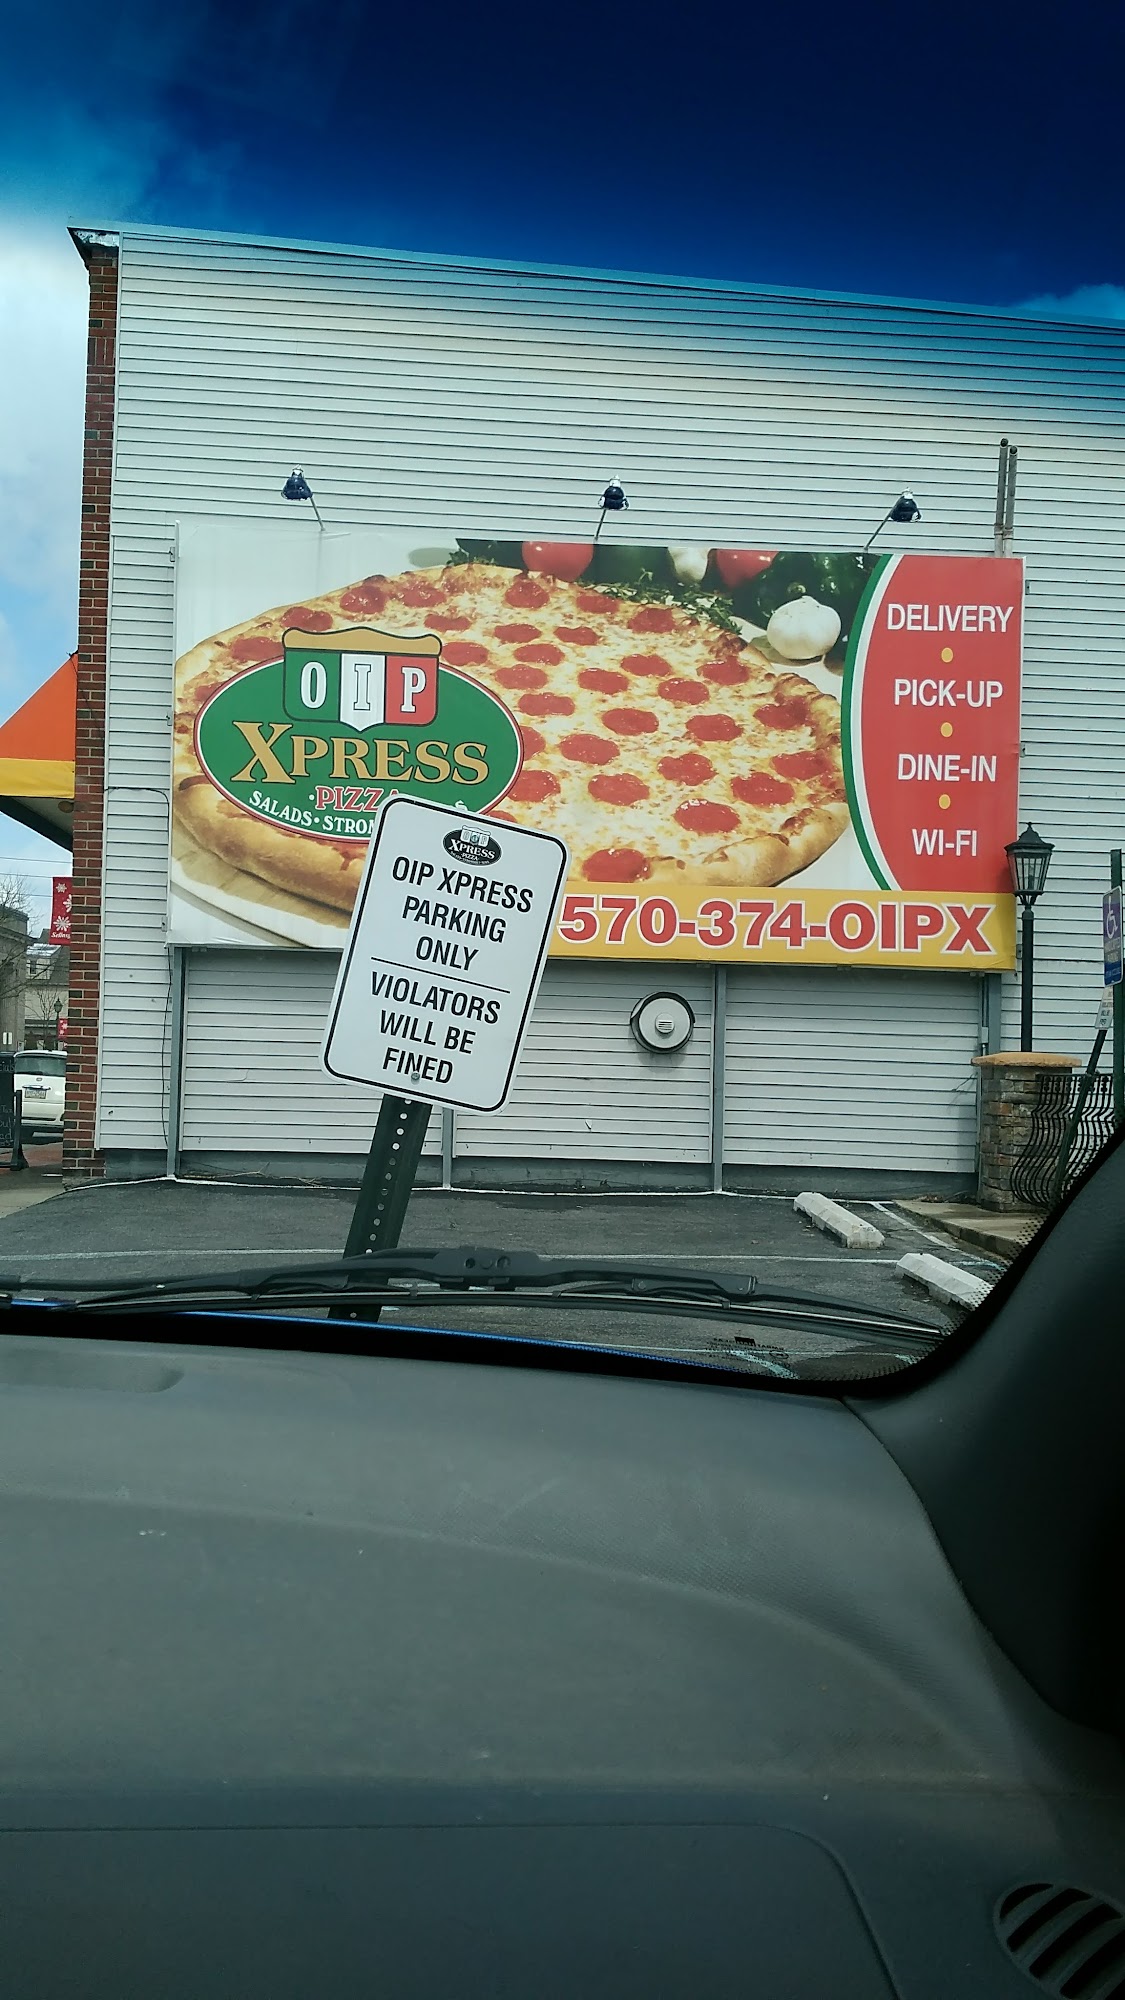 OIP
XPRESS
•PIZZA
SALADS • STROM
DELIVERY
PICK-UP
DINE-IN
WI-FI
570-374-OIPX
XPRESS
PIZZA
OIP XPRESS
PARKING
ONLY
VIOLATORS
WILL BE
FINED